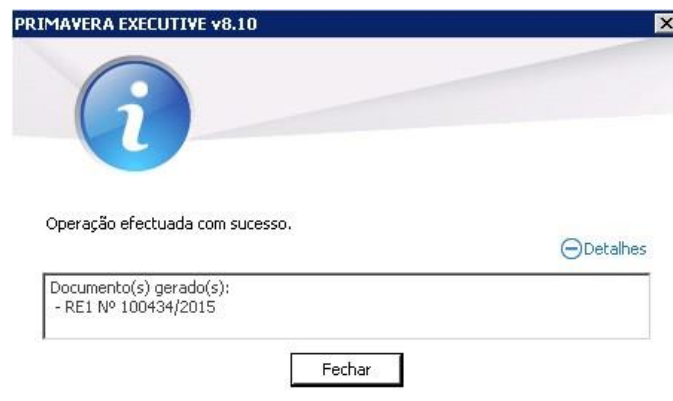 PRIMAVERA EXECUTIVE v8.10
Operação efectuada com sucesso.
Detalhes
Documento(s) gerado(s):
- RE1 Nº 100434/2015
Fechar